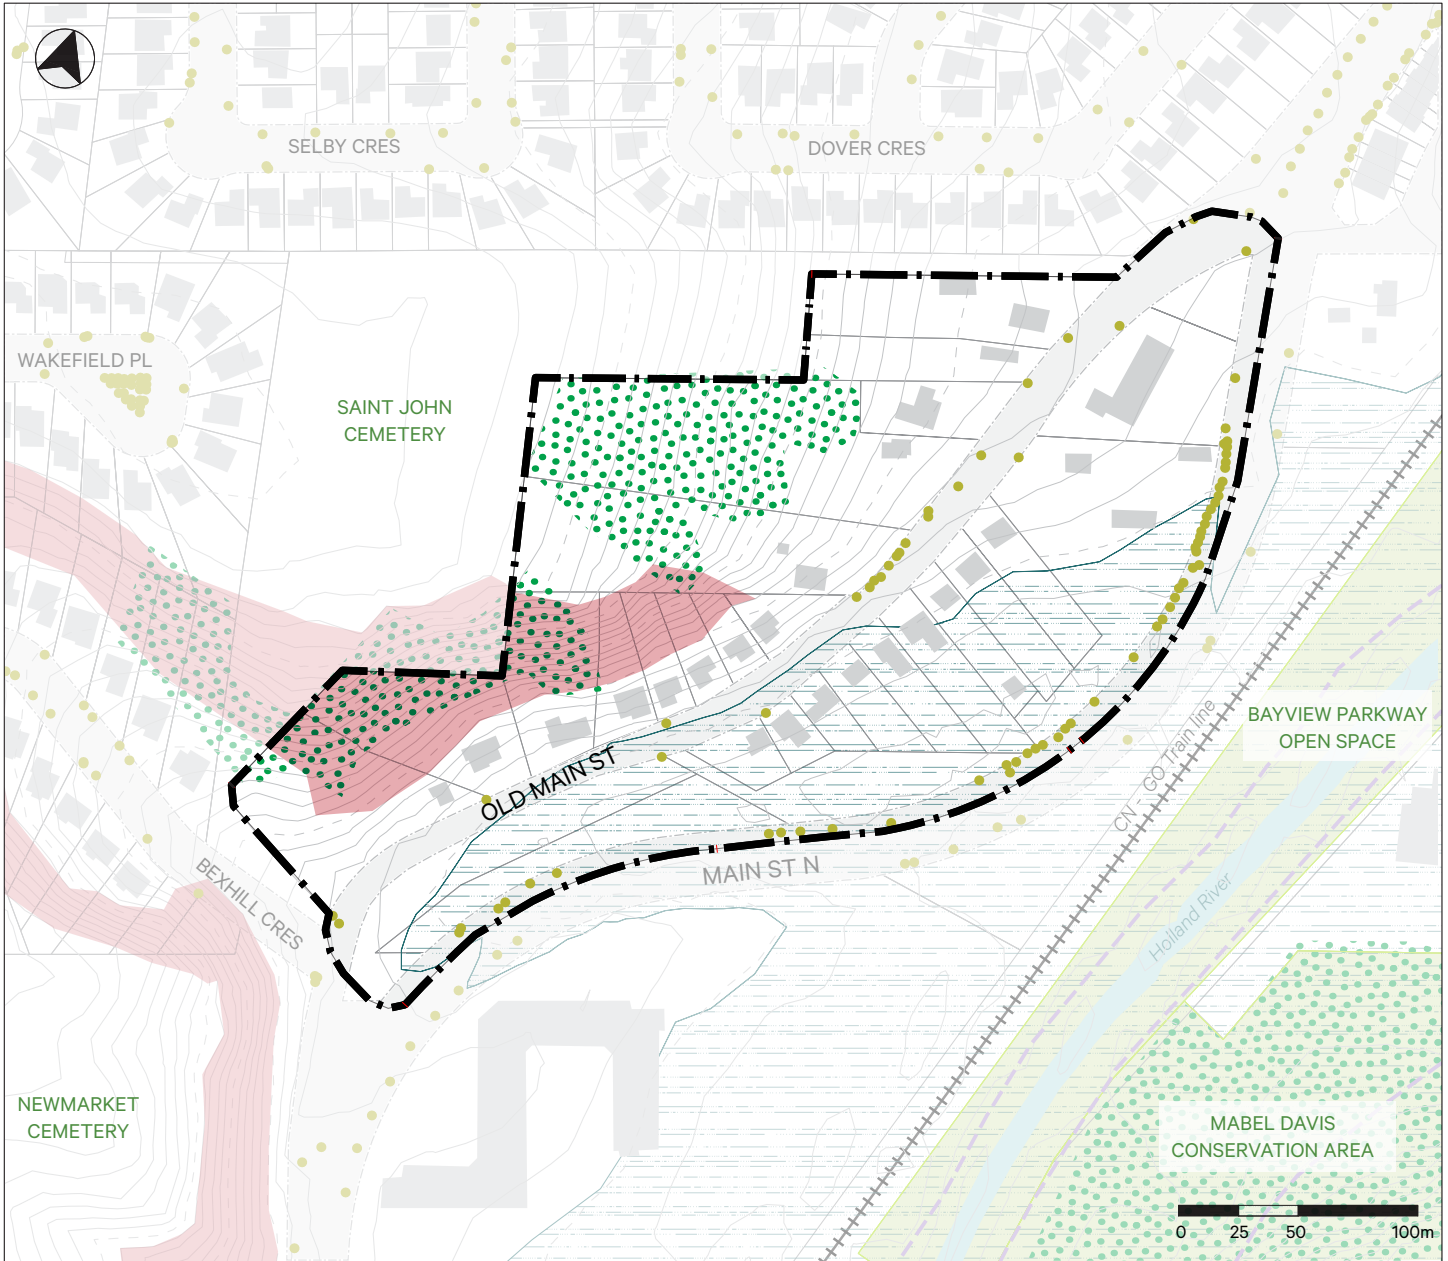 SELBY CRES
DOVER CRES
WAKEFIELD PL
SAINT JOHN
CEMETERY
BAYVIEW PARKWAY
OPEN SPACE
CN - GO Train line
OLD MAIN ST
MAIN ST N
BEXHILL CRES
Holland River
NEWMARKET
CEMETERY
MABEL DAVIS
CONSERVATION AREA
0 25 50 100m